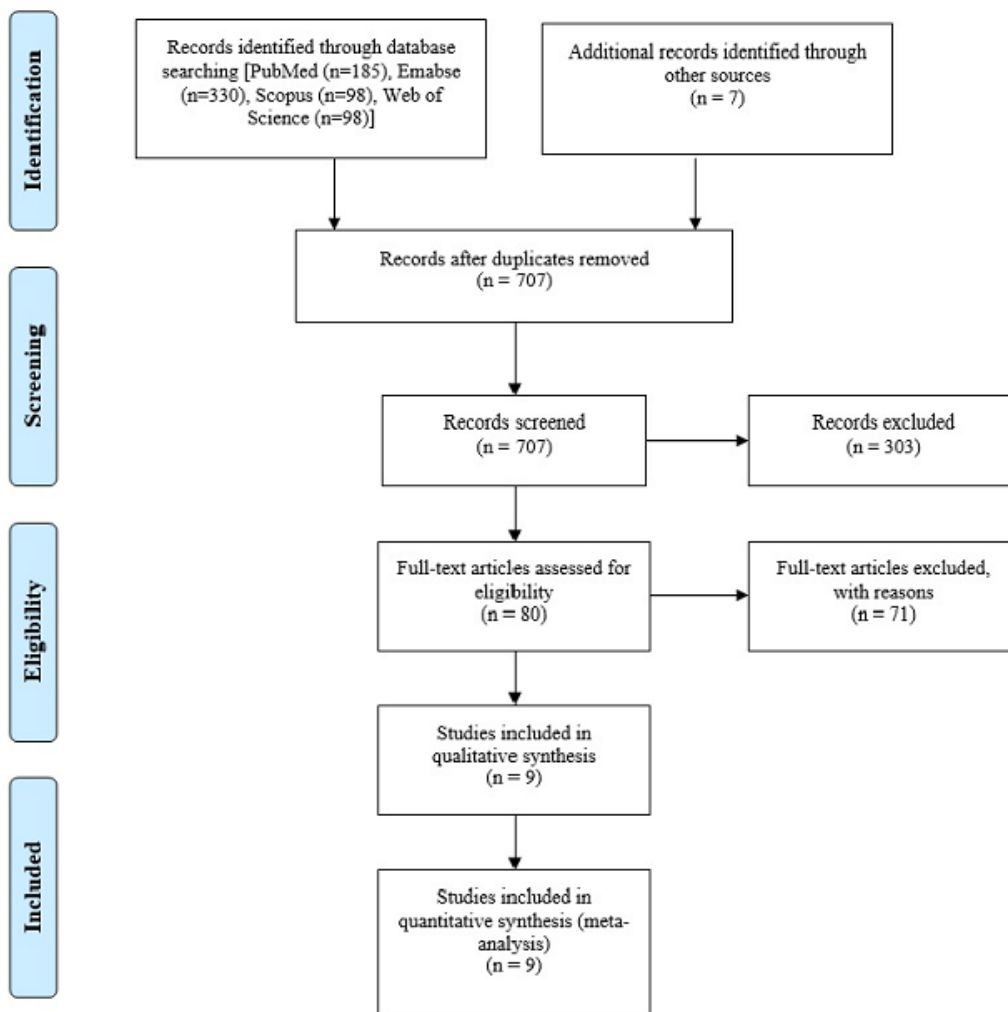 Identification
Records identified through database
searching [PubMed (n=185), Emabse
(n=330), Scopus (n=98), Web of
Science (n=98)]
Additional records identified through
other sources
(n = 7)
Records after duplicates removed
(n = 707)
Screening
Records screened
(n = 707)
Records excluded
(n = 303)
Eligibility
Full-text articles assessed for
eligibility
(n = 80)
Full-text articles excluded,
with reasons
(n = 71)
Studies included in
qualitative synthesis
(n = 9)
Included
Studies included in
quantitative synthesis (meta-
analysis)
(n = 9)